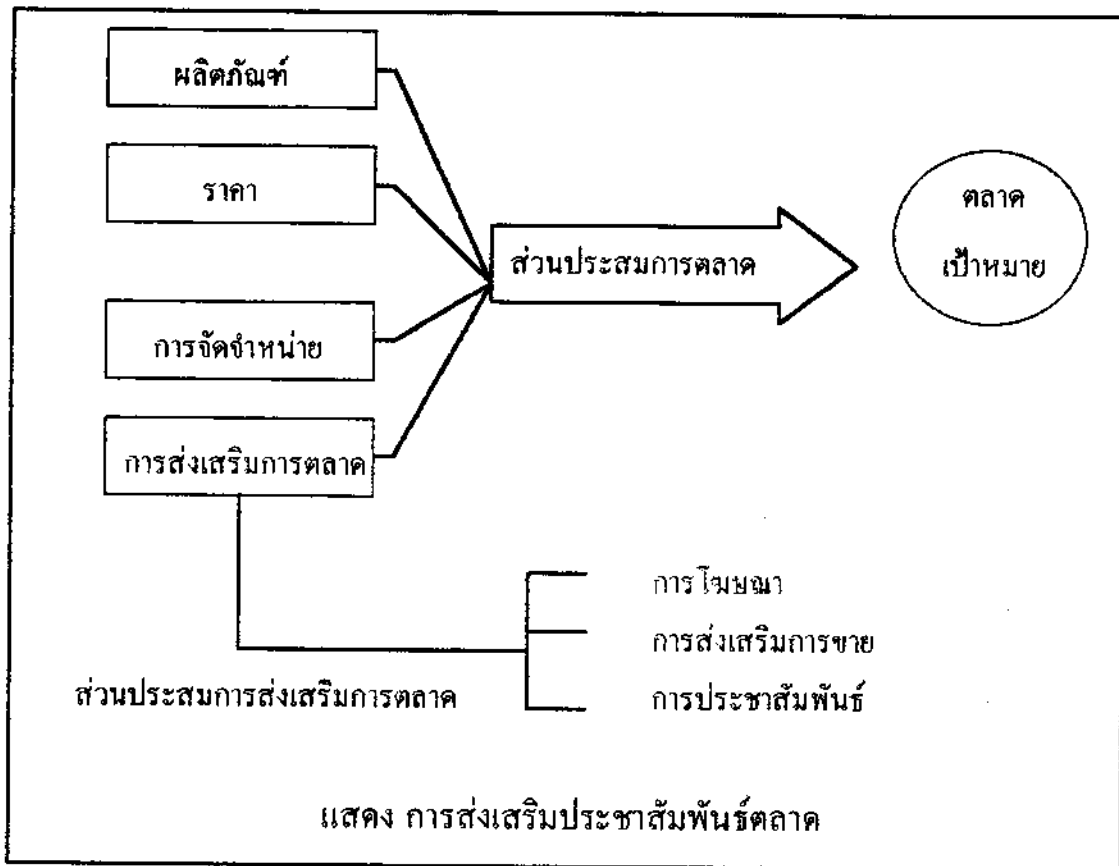 ผลิตภัณฑ์
ราคา
การจัดจำหน่าย
การส่งเสริมการตลาด
ส่วนประสมการตลาด
ตลาด
เป้าหมาย
การโฆษณา
การส่งเสริมการขาย
การประชาสัมพันธ์
ส่วนประสมการส่งเสริมการตลาด
แสดง การส่งเสริมประชาสัมพันธ์ตลาด